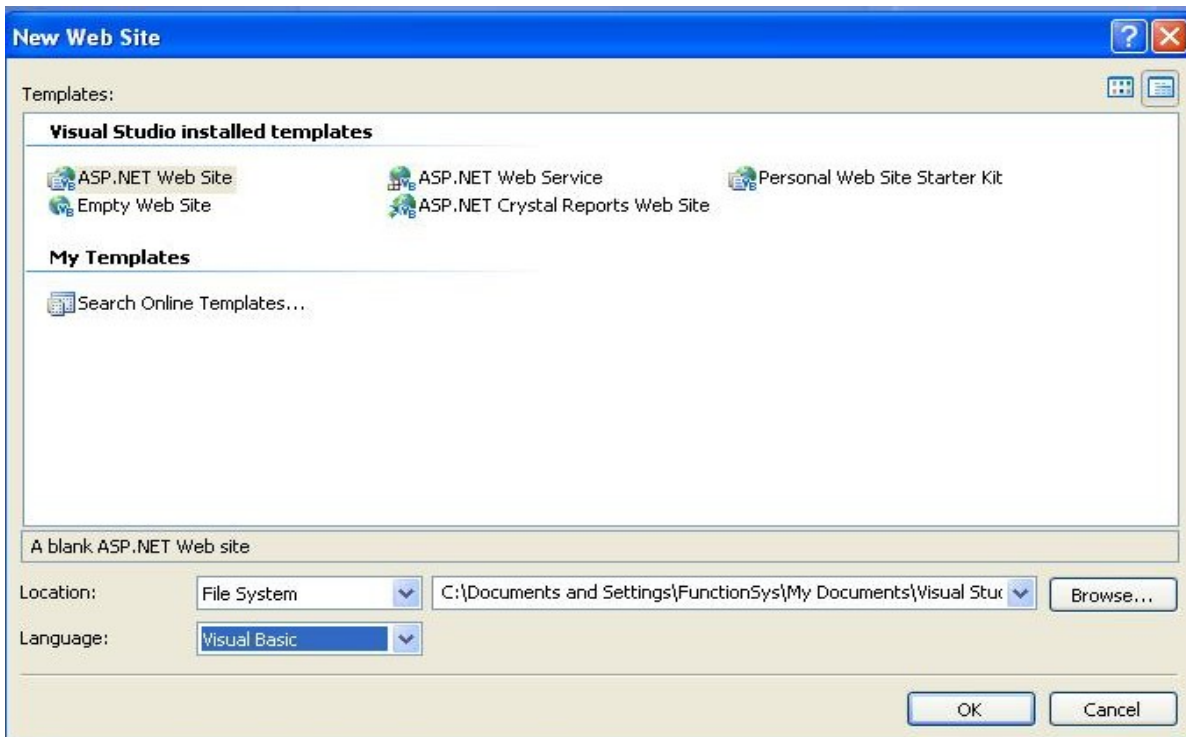 New Web Site
Templates:
Visual Studio installed templates
ASP.NET Web Site
ASP.NET Web Service
Personal Web Site Starter Kit
Empty Web Site
ASP.NET Crystal Reports Web Site
My Templates
Search Online Templates...
A blank ASP.NET Web site
Location:
File System
C:\Documents and Settings\FunctionSys\My Documents\Visual Stuc
Browse...
Language:
Visual Basic
OK
Cancel